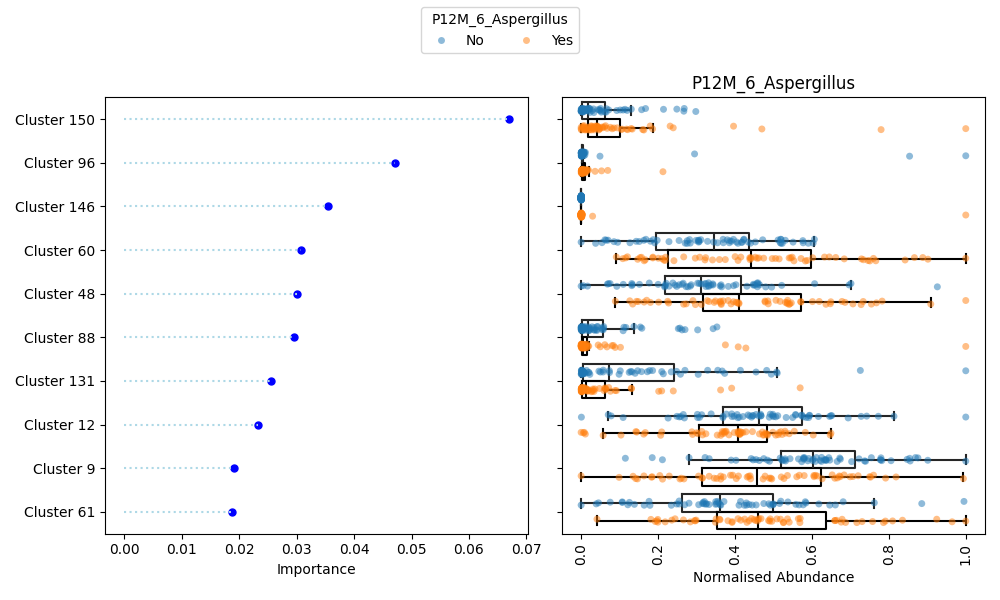 P12M_6_Aspergillus
No Yes
P12M_6_Aspergillus
Cluster 150
Cluster 96
Cluster 146
Cluster 60
Cluster 48
Cluster 88
Cluster 131
Cluster 12
Cluster 9
Cluster 61
0.00 0.01 0.02 0.03 0.04 0.05 0.06 0.07
Importance
0.0 0.2 0.4 0.6 0.8 1.0
Normalised Abundance